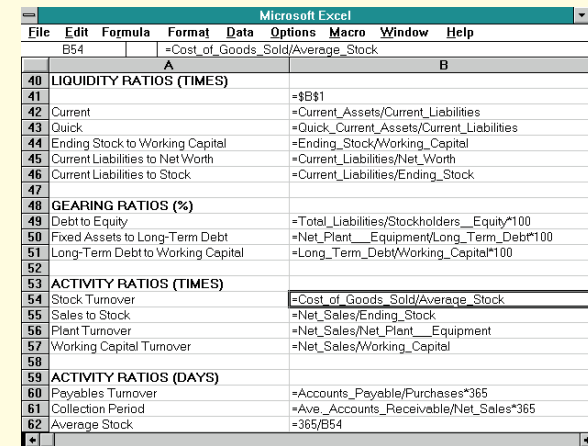 Microsoft Excel
File Edit Formula Format Data Options Macro Window Help
B54 =Cost_of_Goods_Sold/Average_Stock
A B
40 LIQUIDITY RATIOS (TIMES)
41 =$B$1
42 Current =Current_Assets/Current_Liabilities
43 Quick =Quick_Current_Assets/Current_Liabilities
44 Ending Stock to Working Capital =Ending_Stock/Working_Capital
45 Current Liabilities to Net Worth =Current_Liabilities/Net_Worth
46 Current Liabilities to Stock =Current_Liabilities/Ending_Stock
47
48 GEARING RATIOS (%)
49 Debt to Equity =Total_Liabilities/Stockholders__Equity*100
50 Fixed Assets to Long-Term Debt =Net_Plant___Equipment/Long_Term_Debt*100
51 Long-Term Debt to Working Capital =Long_Term_Debt/Working_Capital*100
52
53 ACTIVITY RATIOS (TIMES)
54 Stock Turnover =Cost_of_Goods_Sold/Average_Stock
55 Sales to Stock =Net_Sales/Ending_Stock
56 Plant Turnover =Net_Sales/Net_Plant___Equipment
57 Working Capital Turnover =Net_Sales/Working_Capital
58
59 ACTIVITY RATIOS (DAYS)
60 Payables Turnover =Accounts_Payable/Purchases*365
61 Collection Period =Ave._Accounts_Receivable/Net_Sales*365
62 Average Stock =365/B54